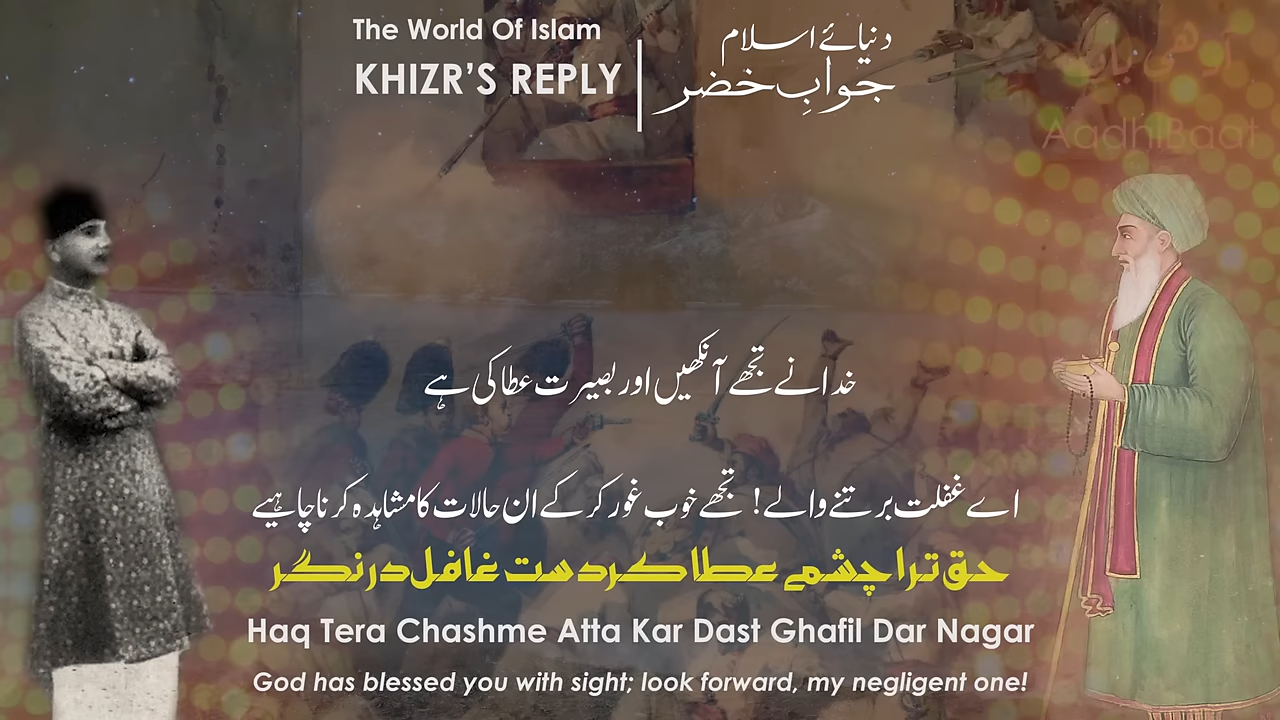 The World Of Islam
KHIZR'S REPLY
دنیائے اسلام
جوابِ خضر
آدھی بات
AadhiBaat
خدا نے تجھے آنکھیں اور بصیرت عطا کی ہے
اے غفلت برتنے والے! تجھے خوب غور کر کے ان حالات کا مشاہدہ کرنا چاہیے
حق ترا چشمے عطا کردست غافل در نگر
Haq Tera Chashme Atta Kar Dast Ghafil Dar Nagar
God has blessed you with sight; look forward, my negligent one!